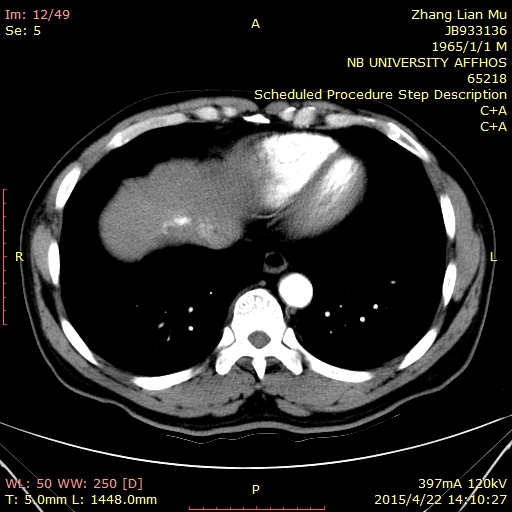 Im: 12/49
Se: 5
A
Zhang Lian Mu
JB933136
1965/1/1 M
NB UNIVERSITY AFFHOS
65218
Scheduled Procedure Step Description
C+A
C+A
R
L
WL: 50 WW: 250 [D]
T: 5.0mm L: 1448.0mm
P
397mA 120kV
2015/4/22 14:10:27